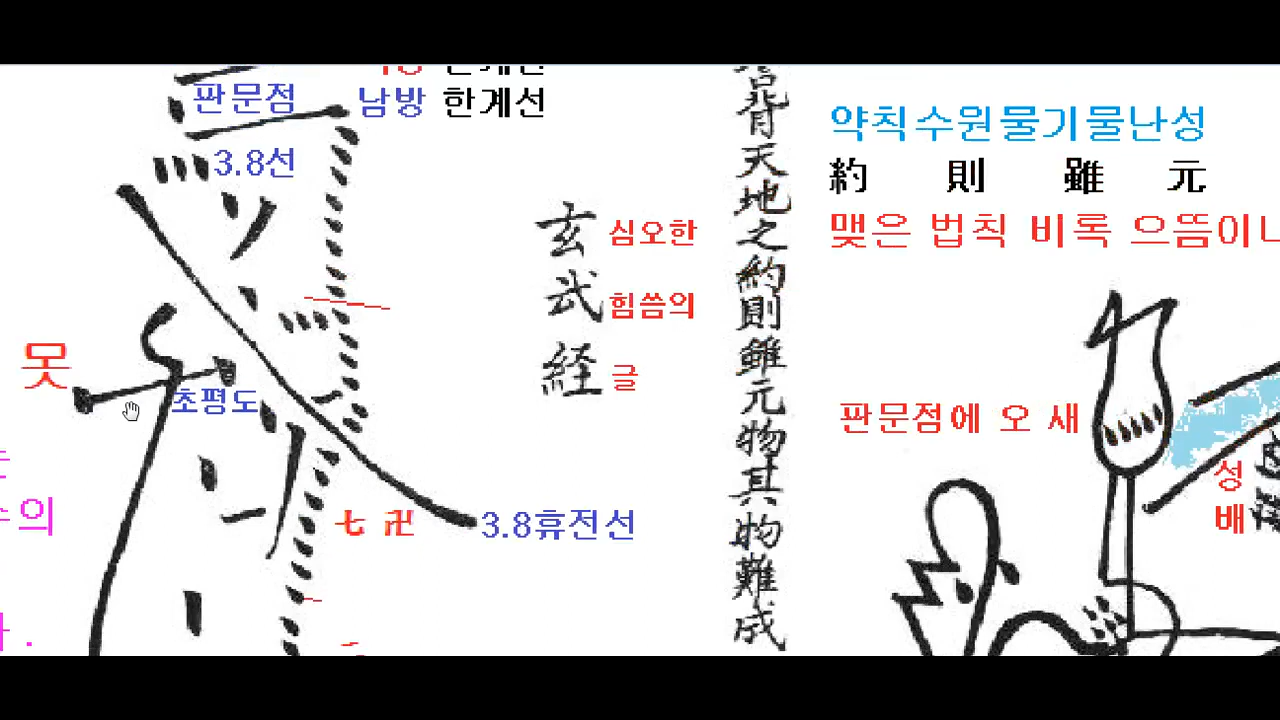 판문점
남방 한계선
3.8선
玄 심오한
武 힘씀의
経 글
못
초평도
의
七 卍
3.8휴전선
背天地之約則雖元物其物難成
약칙수원물기물난성
約 則 雖 元
맺은 법칙 비록 으뜸이
판문점에 오 새
성
배